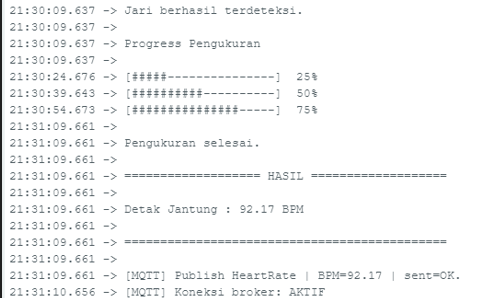 21:30:09.637 -> Jari berhasil terdeteksi.
21:30:09.637 ->
21:30:09.637 -> Progress Pengukuran
21:30:09.637 ->
21:30:24.676 -> [#####---------------]  25%
21:30:39.643 -> [##########----------]  50%
21:30:54.673 -> [###############-----]  75%
21:31:09.661 ->
21:31:09.661 -> Pengukuran selesai.
21:31:09.661 ->
21:31:09.661 -> ==================== HASIL ====================
21:31:09.661 ->
21:31:09.661 -> Detak Jantung : 92.17 BPM
21:31:09.661 ->
21:31:09.661 -> ===============================================
21:31:09.661 ->
21:31:09.661 -> [MQTT] Publish HeartRate | BPM=92.17 | sent=OK.
21:31:10.656 -> [MQTT] Koneksi broker: AKTIF